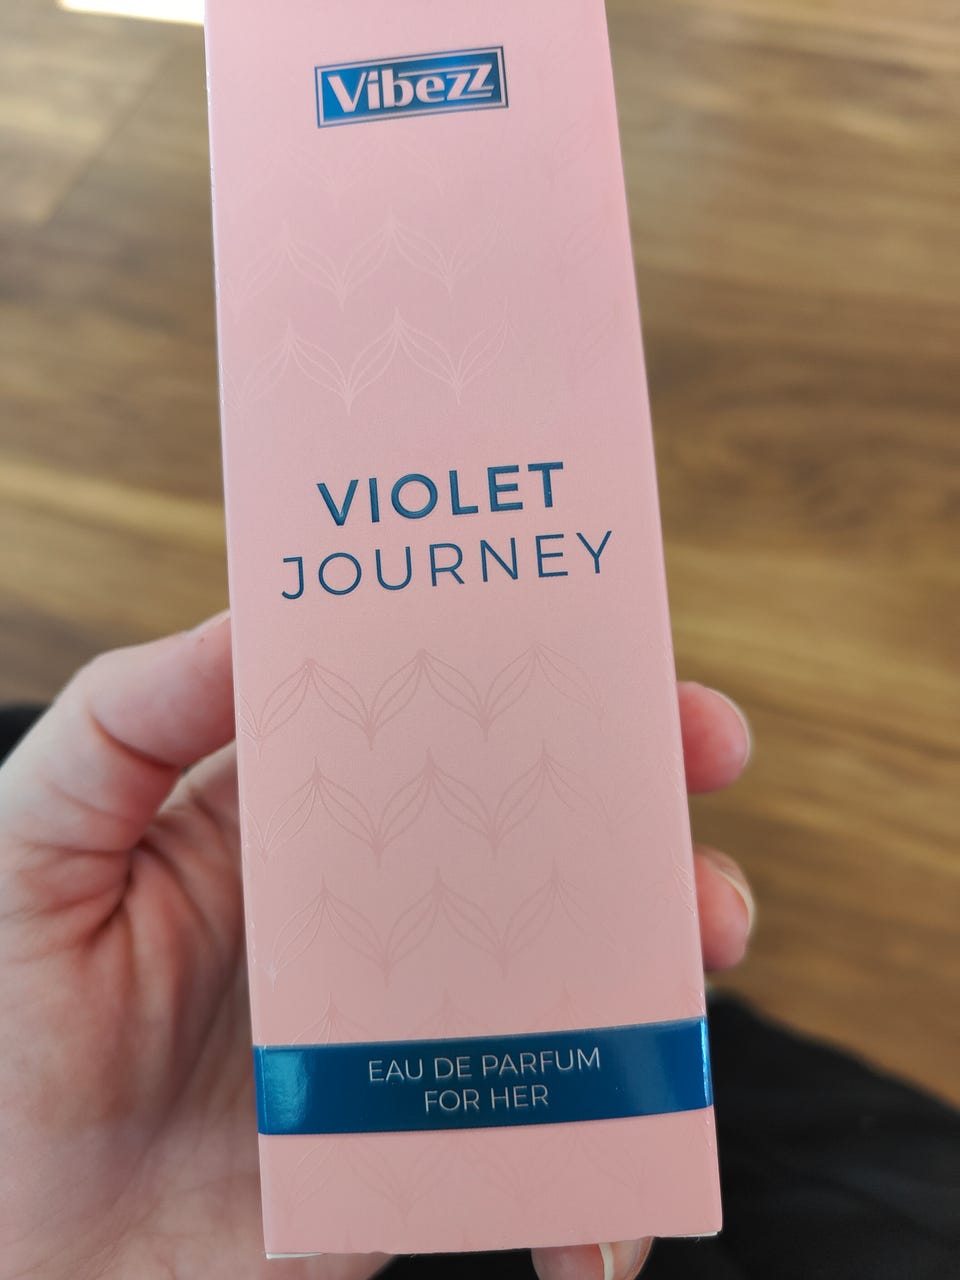 Vibezz
VIOLET
JOURNEY
EAU DE PARFUM
FOR HER